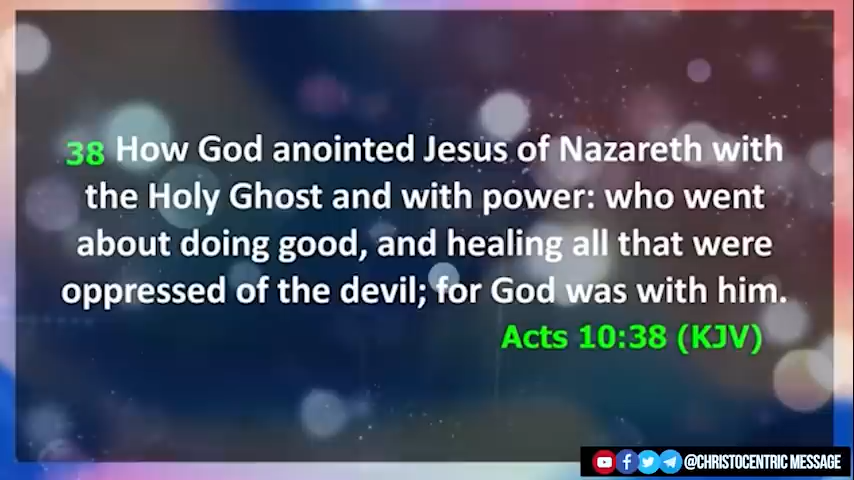 38 How God anointed Jesus of Nazareth with
the Holy Ghost and with power: who went
about doing good, and healing all that were
oppressed of the devil; for God was with him.
Acts 10:38 (KJV)
@CHRISTOCENTRIC MESSAGE